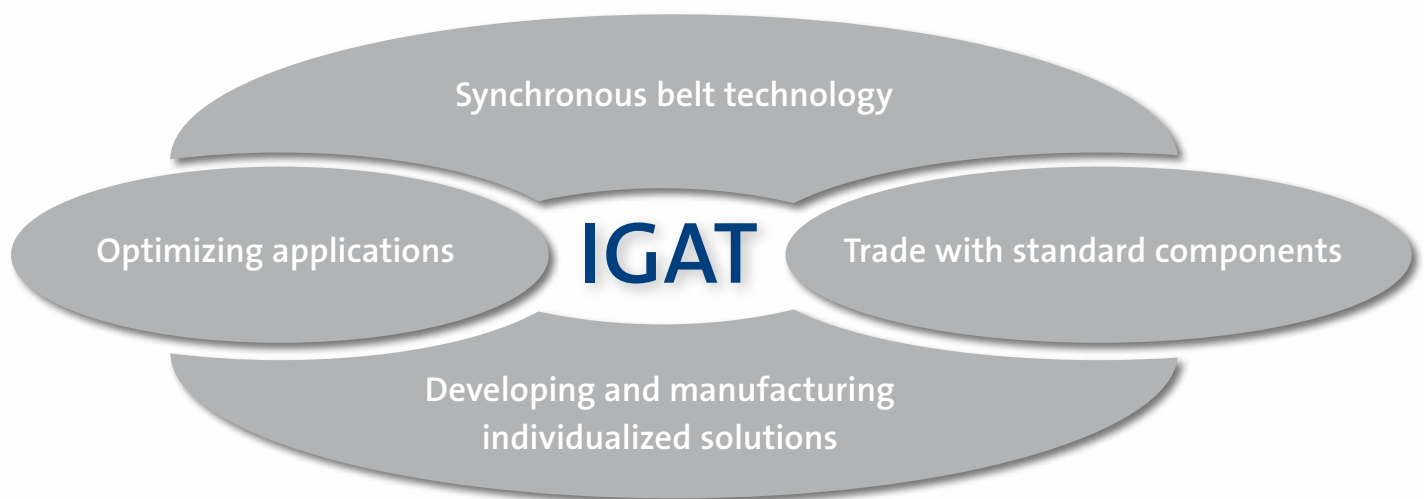 Synchronous belt technology
Optimizing applications
IGAT
Trade with standard components
Developing and manufacturing
individualized solutions